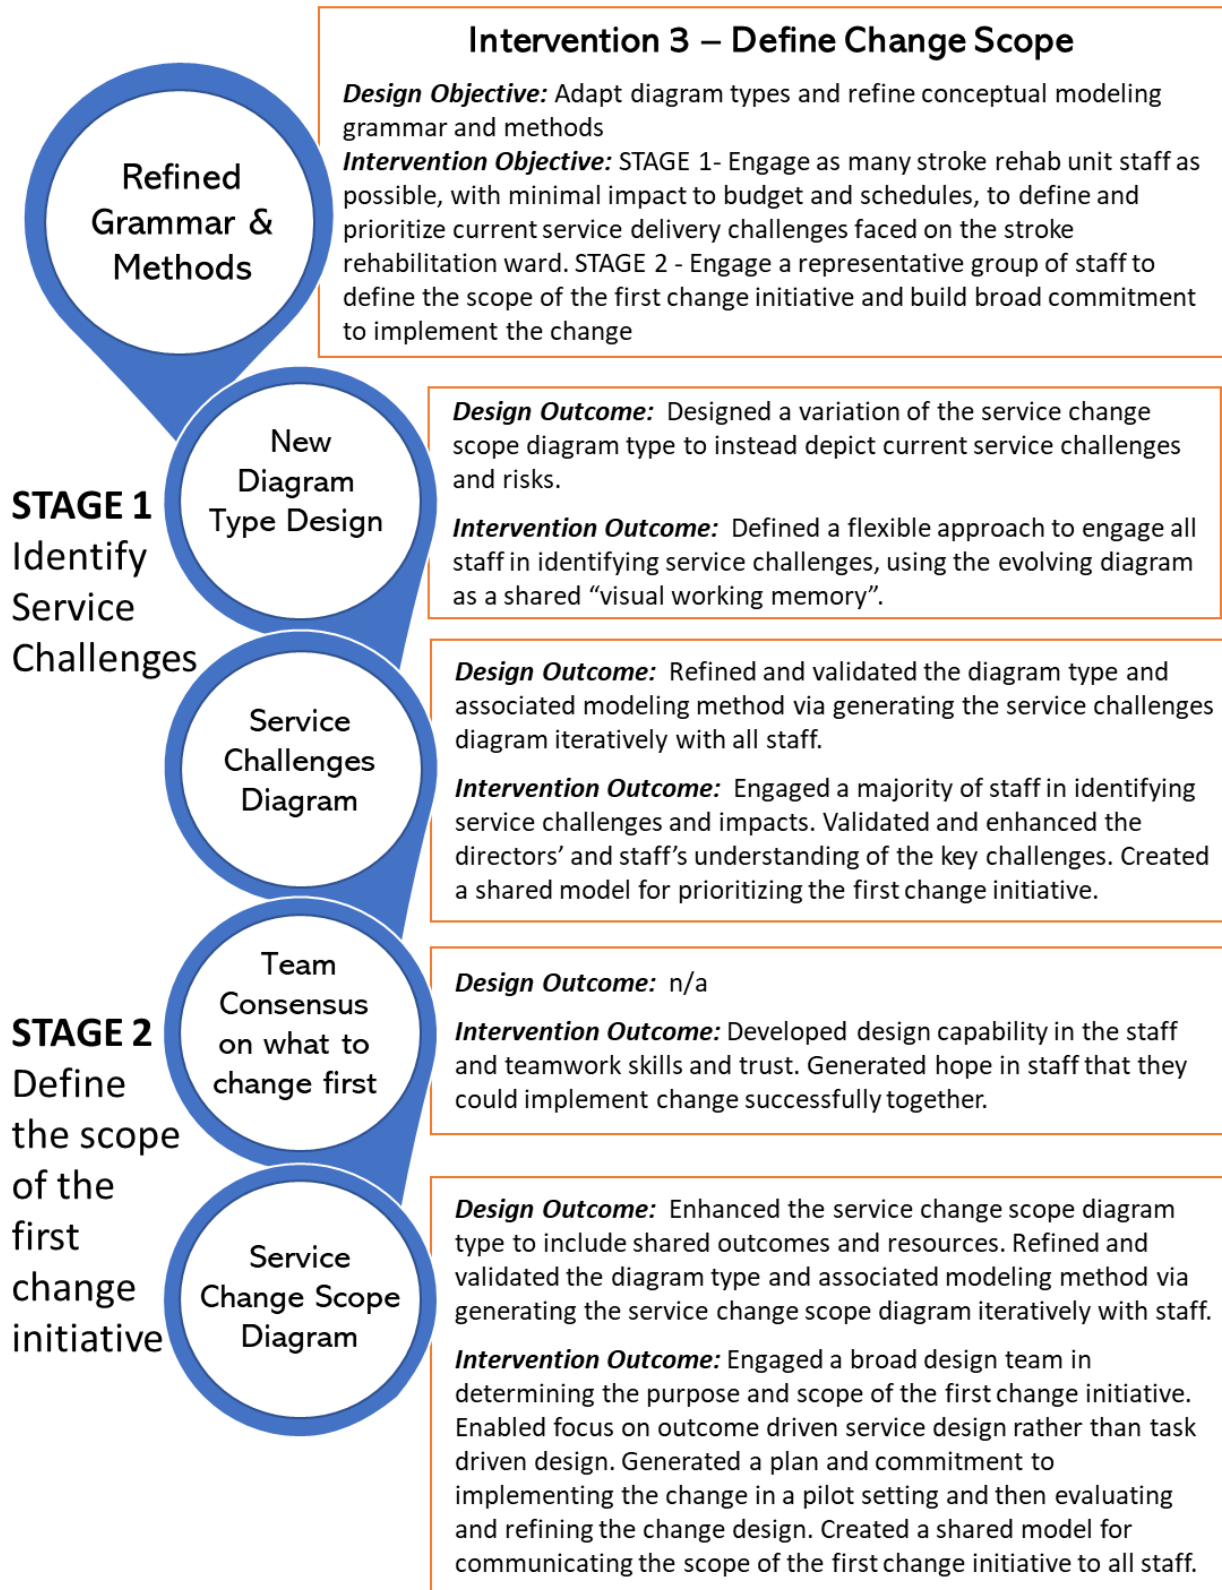 Intervention 3 – Define Change Scope
Design Objective: Adapt diagram types and refine conceptual modeling
grammar and methods
Intervention Objective: STAGE 1- Engage as many stroke rehab unit staff as
possible, with minimal impact to budget and schedules, to define and
prioritize current service delivery challenges faced on the stroke
rehabilitation ward. STAGE 2 - Engage a representative group of staff to
define the scope of the first change initiative and build broad commitment
to implement the change
Refined
Grammar &
Methods
STAGE 1
Identify
Service
Challenges
New
Diagram
Type Design
Design Outcome: Designed a variation of the service change
scope diagram type to instead depict current service challenges
and risks.
Intervention Outcome: Defined a flexible approach to engage all
staff in identifying service challenges, using the evolving diagram
as a shared “visual working memory”.
Service
Challenges
Diagram
Design Outcome: Refined and validated the diagram type and
associated modeling method via generating the service challenges
diagram iteratively with all staff.
Intervention Outcome: Engaged a majority of staff in identifying
service challenges and impacts. Validated and enhanced the
directors’ and staff’s understanding of the key challenges. Created
a shared model for prioritizing the first change initiative.
STAGE 2
Define
the scope
of the
first
change
initiative
Team
Consensus
on what to
change first
Design Outcome: n/a
Intervention Outcome: Developed design capability in the staff
and teamwork skills and trust. Generated hope in staff that they
could implement change successfully together.
Service
Change Scope
Diagram
Design Outcome: Enhanced the service change scope diagram
type to include shared outcomes and resources. Refined and
validated the diagram type and associated modeling method via
generating the service change scope diagram iteratively with staff.
Intervention Outcome: Engaged a broad design team in
determining the purpose and scope of the first change initiative.
Enabled focus on outcome driven service design rather than task
driven design. Generated a plan and commitment to
implementing the change in a pilot setting and then evaluating
and refining the change design. Created a shared model for
communicating the scope of the first change initiative to all staff.